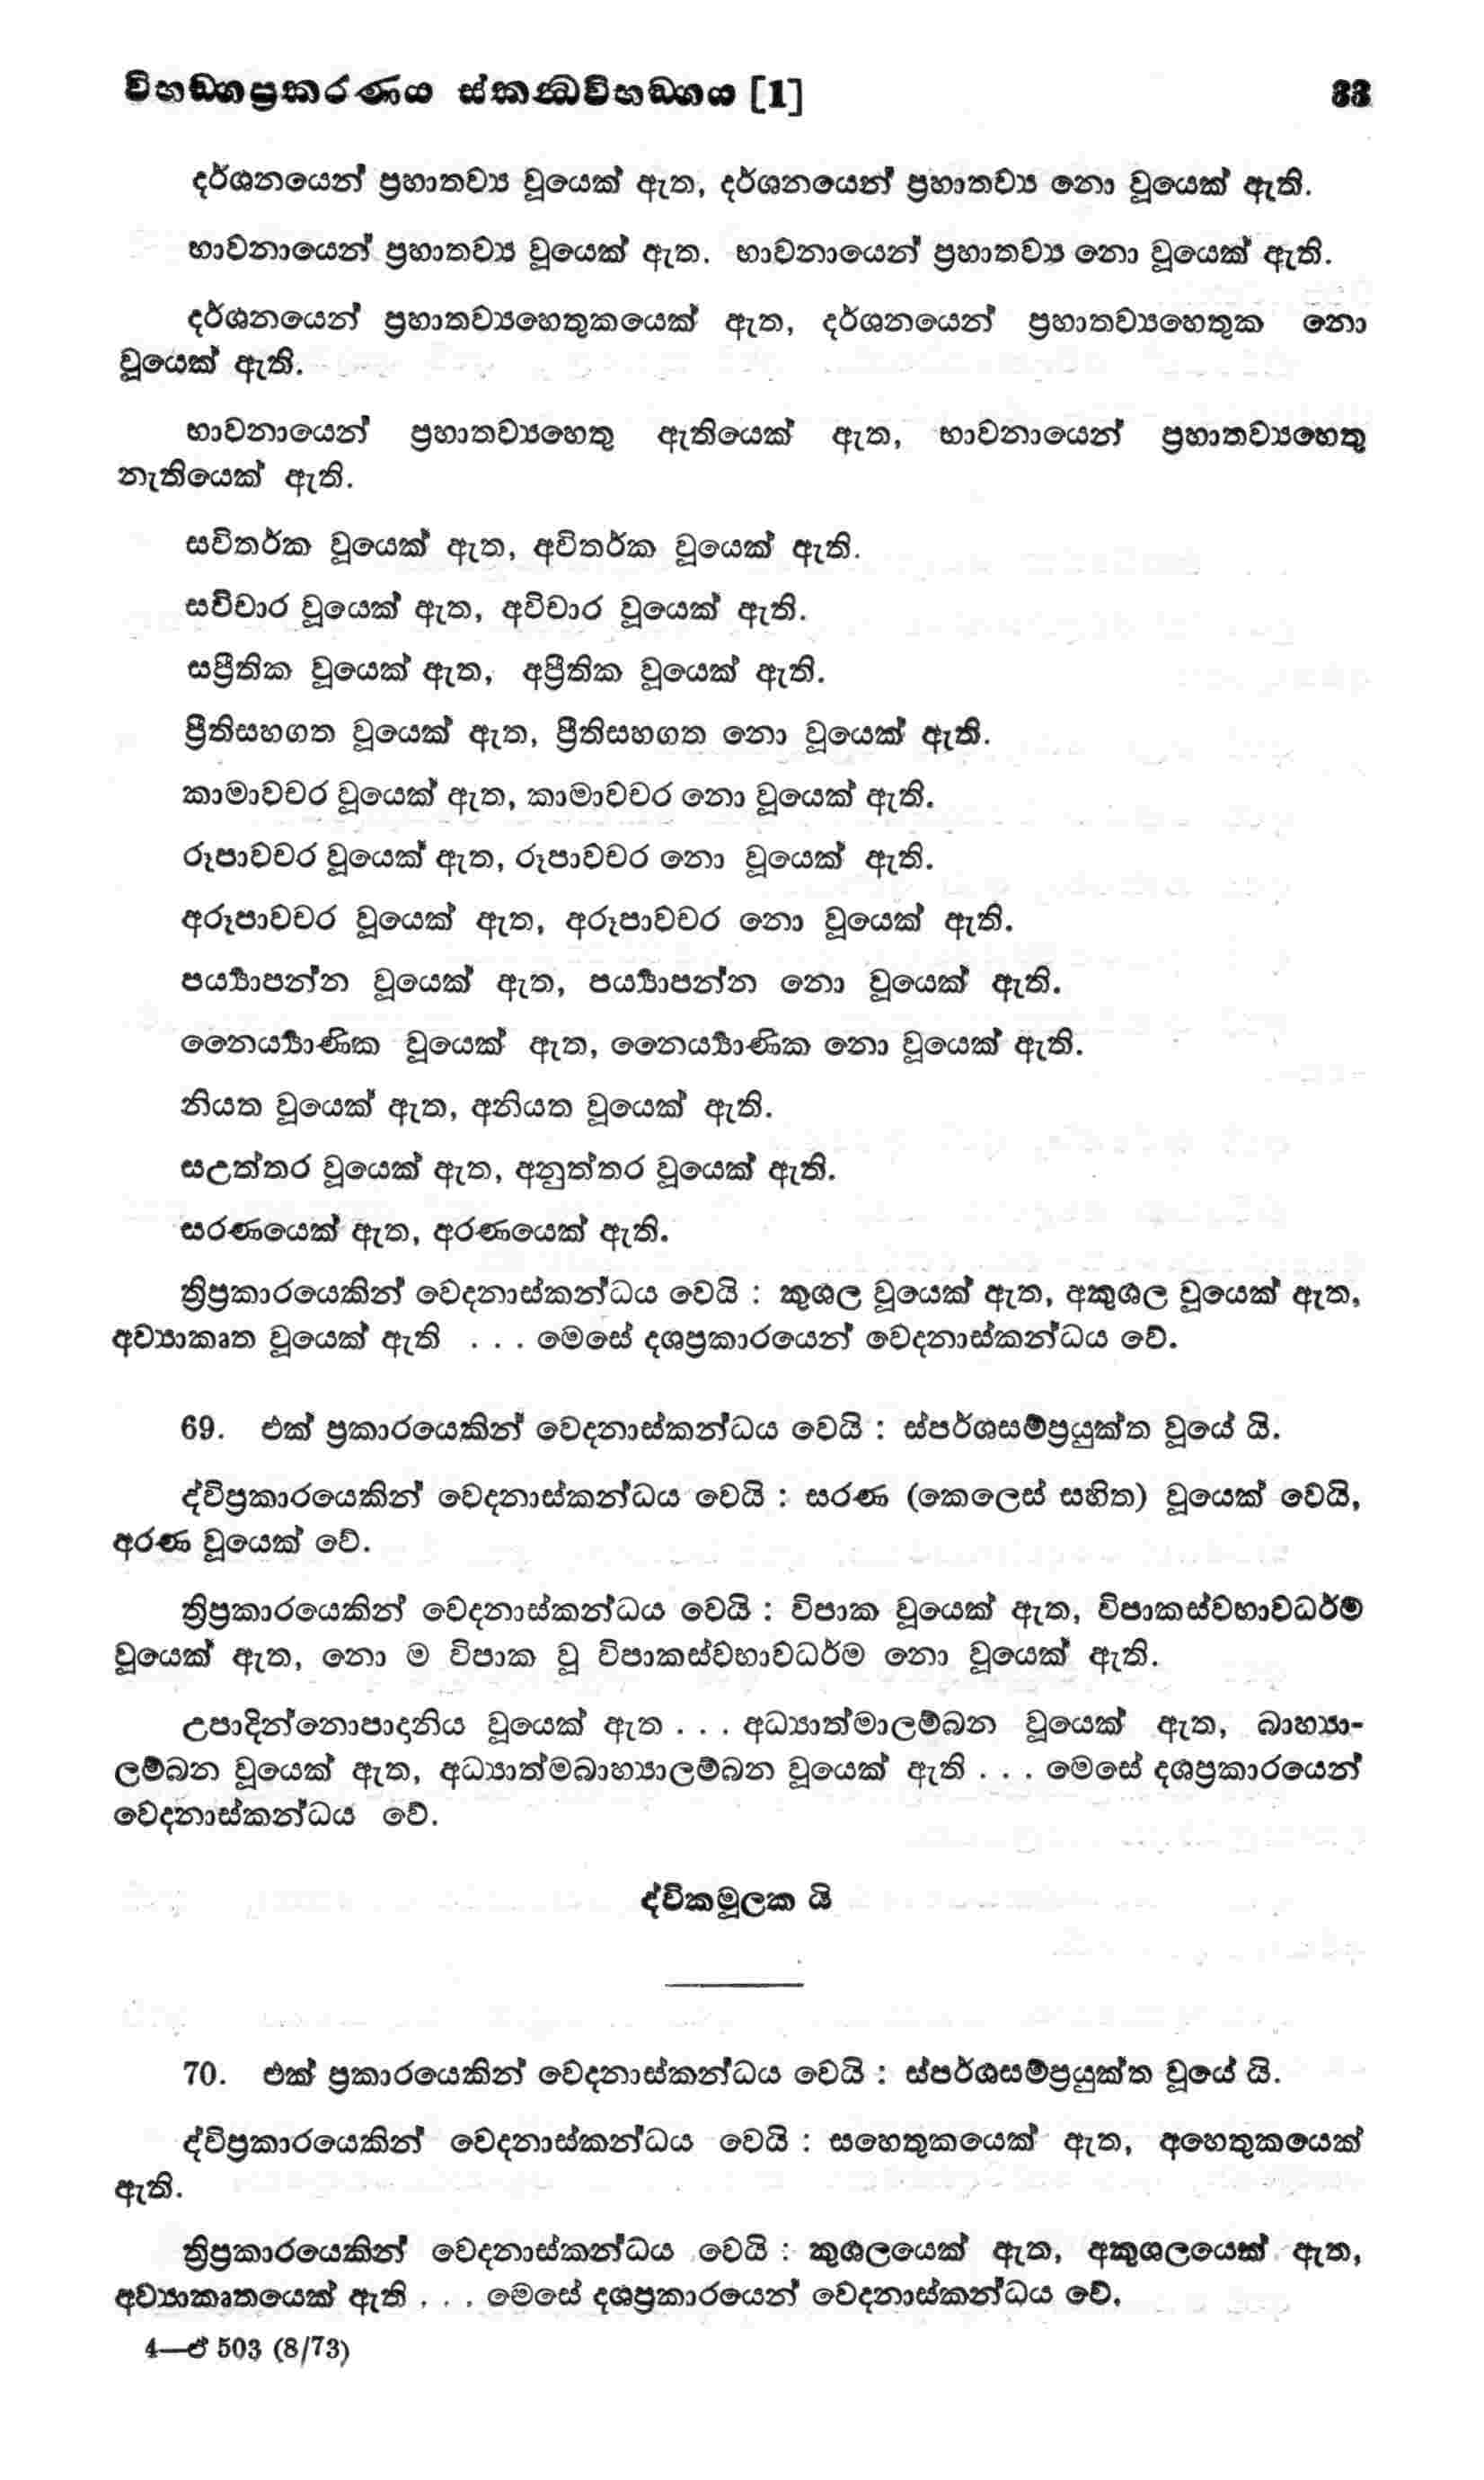 විභඞ්ගප්‍රකරණය ස්කන්‍ධවිභඞ්ගය [1] 33
දර්ශනයෙන් ප්‍රහාතව්‍ය වූයෙක් ඇත, දර්ශනයෙන් ප්‍රහාතව්‍ය නො වූයෙක් ඇති.
භාවනායෙන් ප්‍රහාතව්‍ය වූයෙක් ඇත. භාවනායෙන් ප්‍රහාතව්‍ය නො වූයෙක් ඇති.
දර්ශනයෙන් ප්‍රහාතව්‍යහෙතුකයෙක් ඇත, දර්ශනයෙන් ප්‍රහාතව්‍යහෙතුක නො
වූයෙක් ඇති.
භාවනායෙන් ප්‍රහාතව්‍යහෙතු ඇතියෙක් ඇත, භාවනායෙන් ප්‍රහාතව්‍යහෙතු
නැතියෙක් ඇති.
සවිතර්ක වූයෙක් ඇත, අවිතර්ක වූයෙක් ඇති.
සවිචාර වූයෙක් ඇත, අවිචාර වූයෙක් ඇති.
සප්‍රීතික වූයෙක් ඇත, අප්‍රීතික වූයෙක් ඇති.
ප්‍රීතිසහගත වූයෙක් ඇත, ප්‍රීතිසහගත නො වූයෙක් ඇති.
කාමාවචර වූයෙක් ඇත, කාමාවචර නො වූයෙක් ඇති.
රූපාවචර වූයෙක් ඇත, රූපාවචර නො වූයෙක් ඇති.
අරූපාවචර වූයෙක් ඇත, අරූපාවචර නො වූයෙක් ඇති.
පර්‍ය්‍යාපන්න වූයෙක් ඇත, පර්‍ය්‍යාපන්න නො වූයෙක් ඇති.
නෛර්‍ය්‍යාණික වූයෙක් ඇත, නෛර්‍ය්‍යාණික නො වූයෙක් ඇති.
නියත වූයෙක් ඇත, අනියත වූයෙක් ඇති.
සඋත්තර වූයෙක් ඇත, අනුත්තර වූයෙක් ඇති.
සරණයෙක් ඇත, අරණයෙක් ඇති.
ත්‍රිප්‍රකාරයෙකින් වෙදනාස්කන්ධය වෙයි : කුශල වූයෙක් ඇත, අකුශල වූයෙක් ඇත,
අව්‍යාකෘත වූයෙක් ඇති . . . මෙසේ දශප්‍රකාරයෙන් වෙදනාස්කන්ධය වේ.
69. එක් ප්‍රකාරයෙකින් වෙදනාස්කන්ධය වෙයි : ස්පර්ශසම්ප්‍රයුක්ත වූයේ යි.
ද්විප්‍රකාරයෙකින් වෙදනාස්කන්ධය වෙයි : සරණ (කෙලෙස් සහිත) වූයෙක් වෙයි,
අරණ වූයෙක් වේ.
ත්‍රිප්‍රකාරයෙකින් වෙදනාස්කන්ධය වෙයි : විපාක වූයෙක් ඇත, විපාකස්වභාවධර්ම
වූයෙක් ඇත, නො ම විපාක වූ විපාකස්වභාවධර්ම නො වූයෙක් ඇති.
උපාදින්නොපාදනිය වූයෙක් ඇත . . . අධ්‍යාත්මාලම්බන වූයෙක් ඇත, බාහ්‍යා-
ලම්බන වූයෙක් ඇත, අධ්‍යාත්මබාහ්‍යාලම්බන වූයෙක් ඇති . . . මෙසේ දශප්‍රකාරයෙන්
වෙදනාස්කන්ධය වේ.
ද්විකමූලක යි
70. එක් ප්‍රකාරයෙකින් වෙදනාස්කන්ධය වෙයි : ස්පර්ශසම්ප්‍රයුක්ත වූයේ යි.
ද්විප්‍රකාරයෙකින් වෙදනාස්කන්ධය වෙයි : සහෙතුකයෙක් ඇත, අහෙතුකයෙක්
ඇති.
ත්‍රිප්‍රකාරයෙකින් වෙදනාස්කන්ධය වෙයි : කුශලයෙක් ඇත, අකුශලයෙක් ඇත,
අව්‍යාකෘතයෙක් ඇති . . . මෙසේ දශප්‍රකාරයෙන් වෙදනාස්කන්ධය වේ.
4—ඒ 503 (8/73)